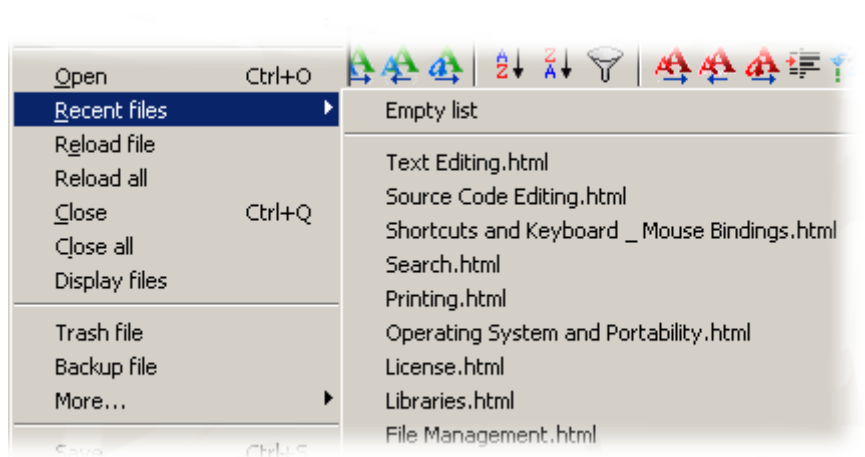 Open Ctrl+O
Recent files
Reload file
Reload all
Close Ctrl+Q
Close all
Display files
Trash file
Backup file
More...
Save Ctrl+S
Empty list
Text Editing.html
Source Code Editing.html
Shortcuts and Keyboard _ Mouse Bindings.html
Search.html
Printing.html
Operating System and Portability.html
License.html
Libraries.html
File Management.html